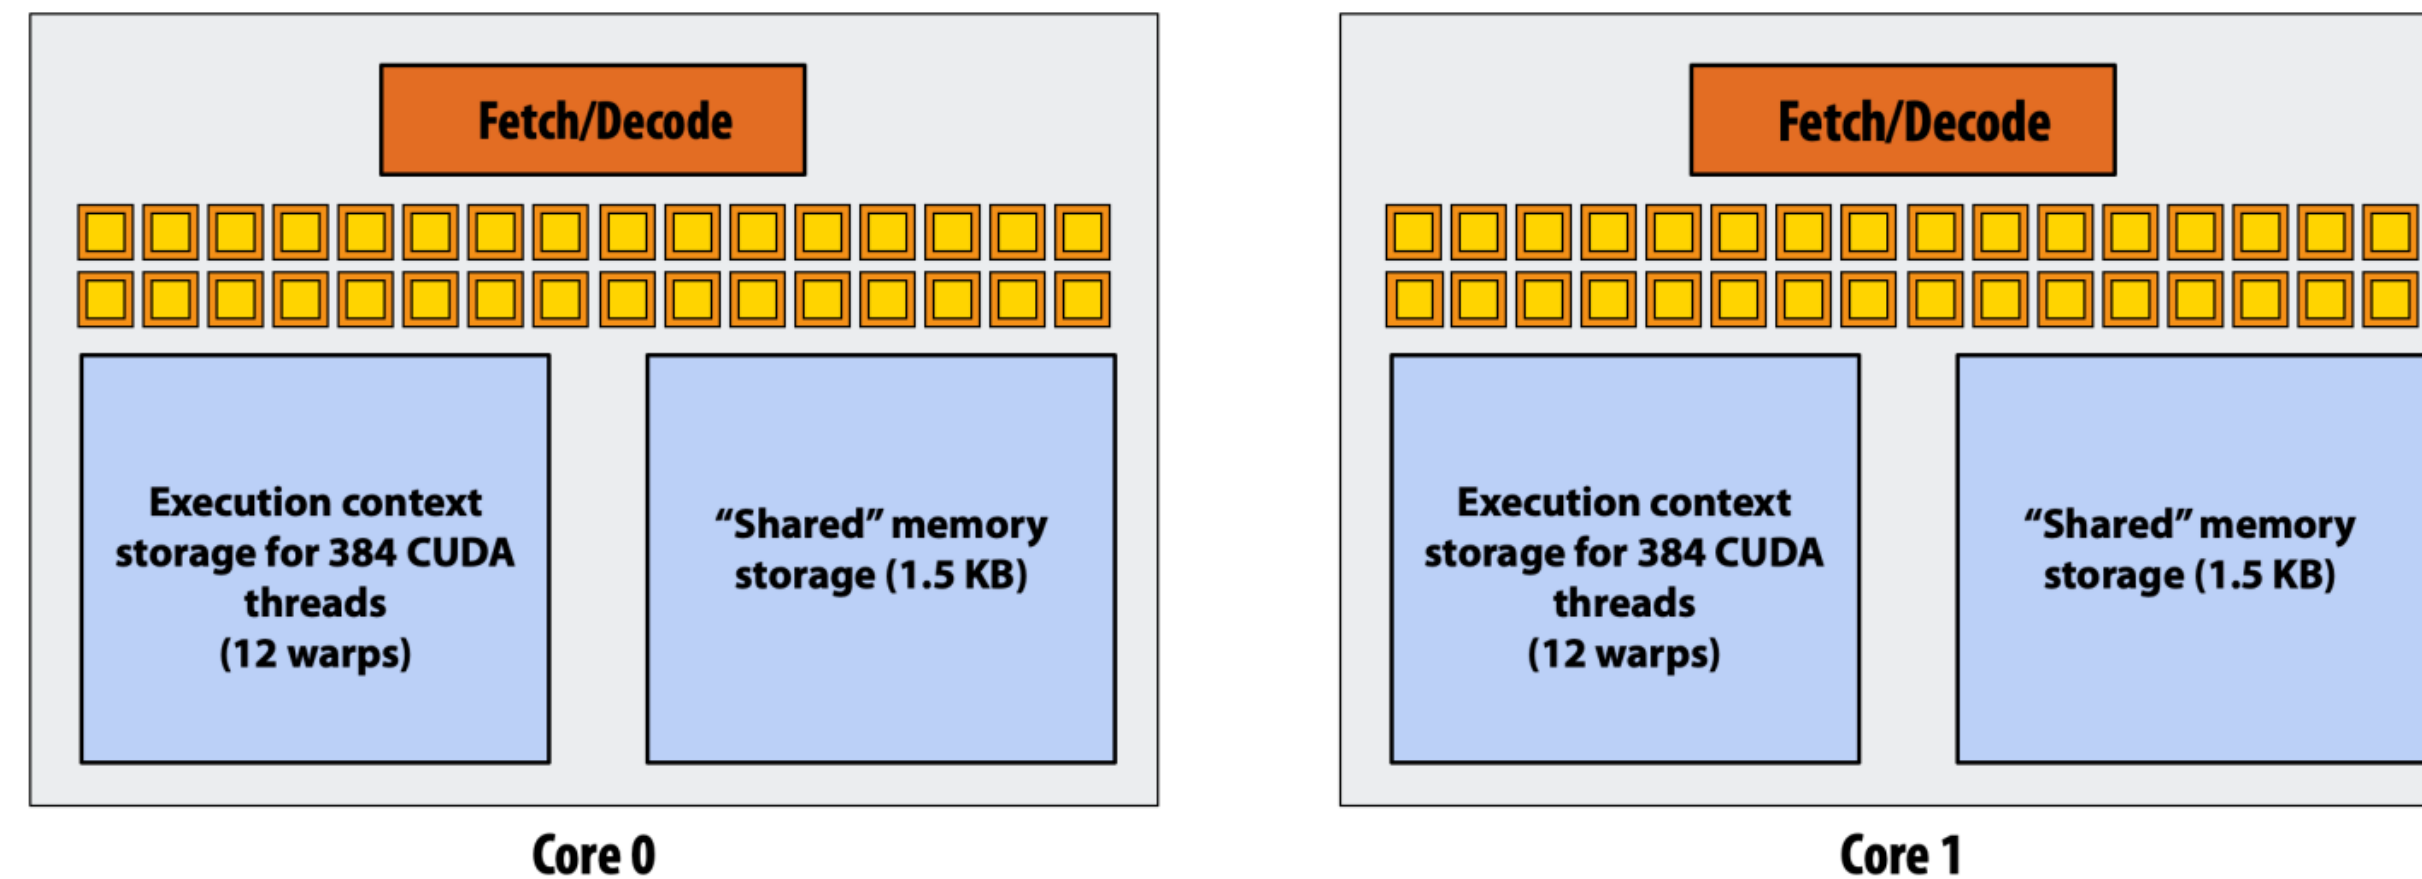 Fetch/Decode
Execution context
storage for 384 CUDA
threads
(12 warps)
“Shared” memory
storage (1.5 KB)
Core 0
Fetch/Decode
Execution context
storage for 384 CUDA
threads
(12 warps)
“Shared” memory
storage (1.5 KB)
Core 1